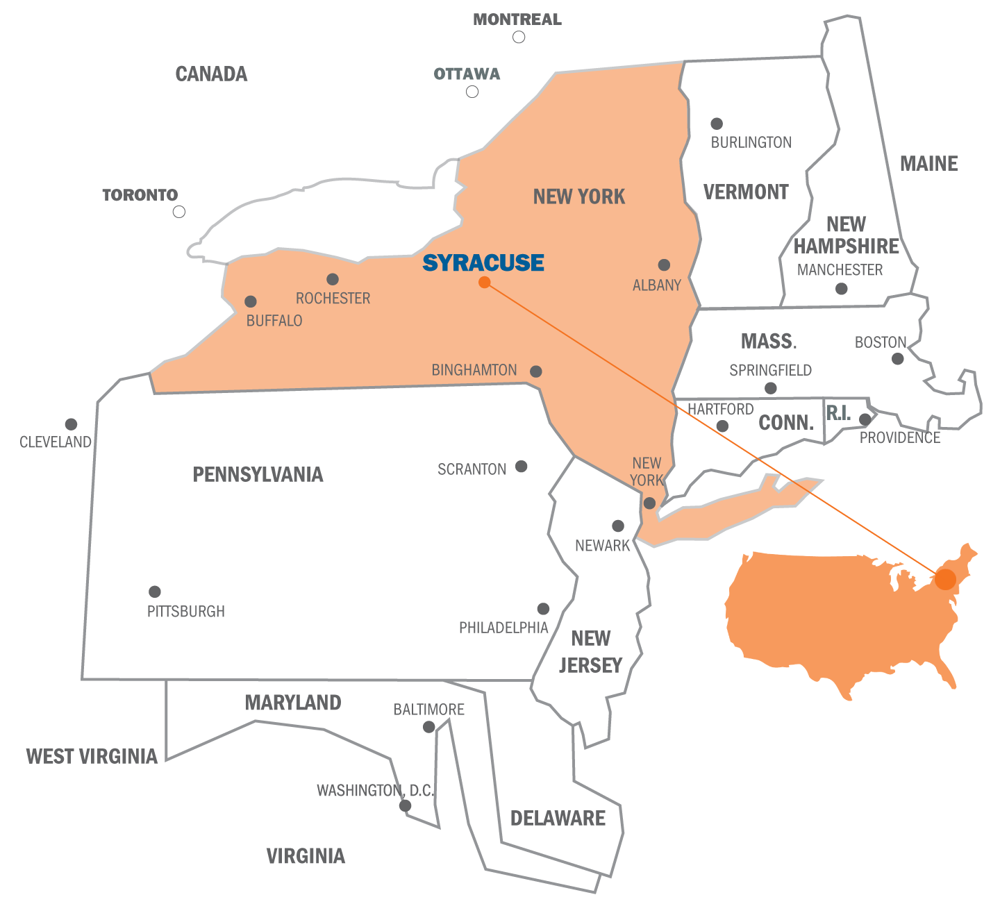 MONTREAL
OTTAWA
CANADA
BURLINGTON
MAINE
TORONTO
NEW YORK
VERMONT
NEW
HAMPSHIRE
MANCHESTER
SYRACUSE
ALBANY
ROCHESTER
BUFFALO
MASS.
BOSTON
BINGHAMTON
SPRINGFIELD
HARTFORD
CONN.
R.I.
PROVIDENCE
CLEVELAND
PENNSYLVANIA
SCRANTON
NEW
YORK
NEWARK
PITTSBURGH
PHILADELPHIA
NEW
JERSEY
MARYLAND
BALTIMORE
WEST VIRGINIA
WASHINGTON, D.C.
DELAWARE
VIRGINIA